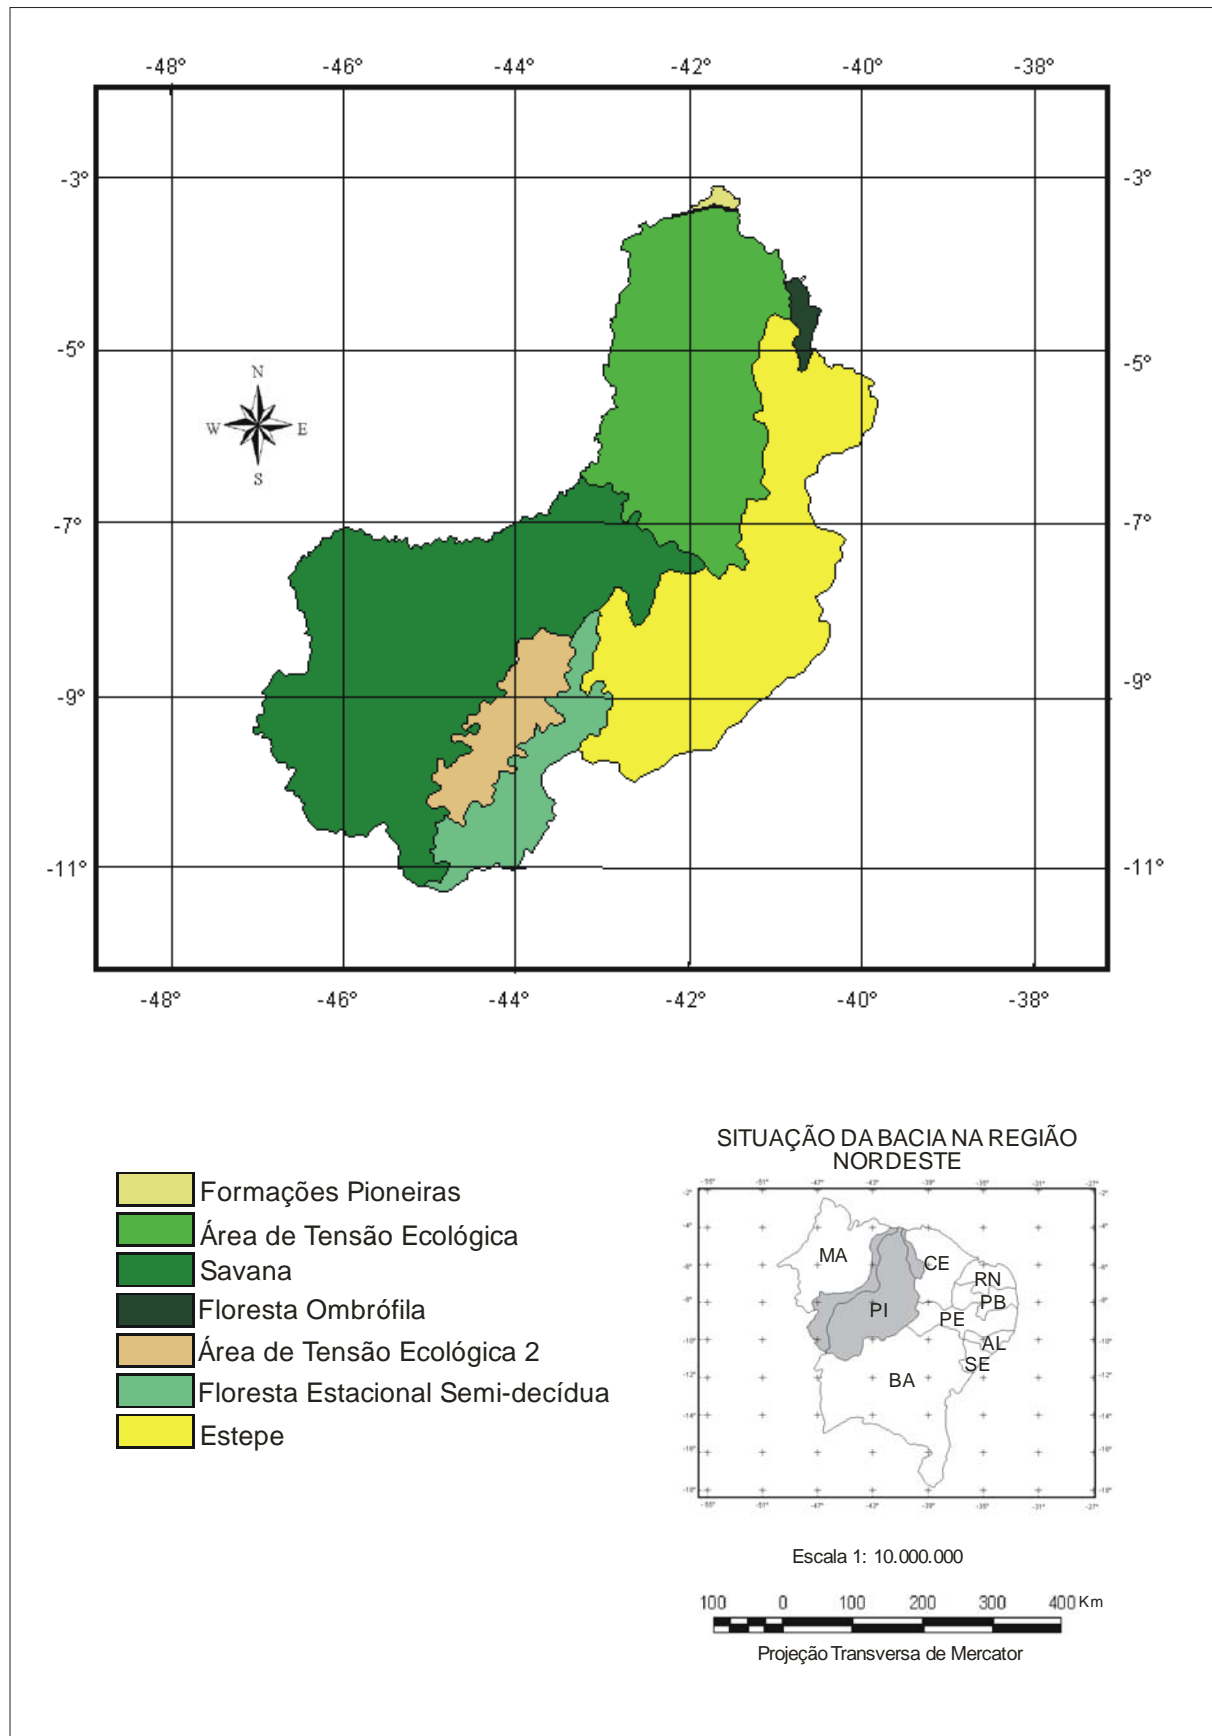 -48° -46° -44° -42° -40° -38°
-3° -3°
-5° -5°
N
W E
S
-7° -7°
-9° -9°
-11° -11°
-48° -46° -44° -42° -40° -38°
SITUAÇÃO DA BACIA NA REGIÃO
NORDESTE
Formações Pioneiras
Área de Tensão Ecológica
Savana
Floresta Ombrófila
Área de Tensão Ecológica 2
Floresta Estacional Semi-decídua
Estepe
MA
CE
RN
PB
PI
PE
AL
SE
BA
Escala 1: 10.000.000
100 0 100 200 300 400 Km
Projeção Transversa de Mercator